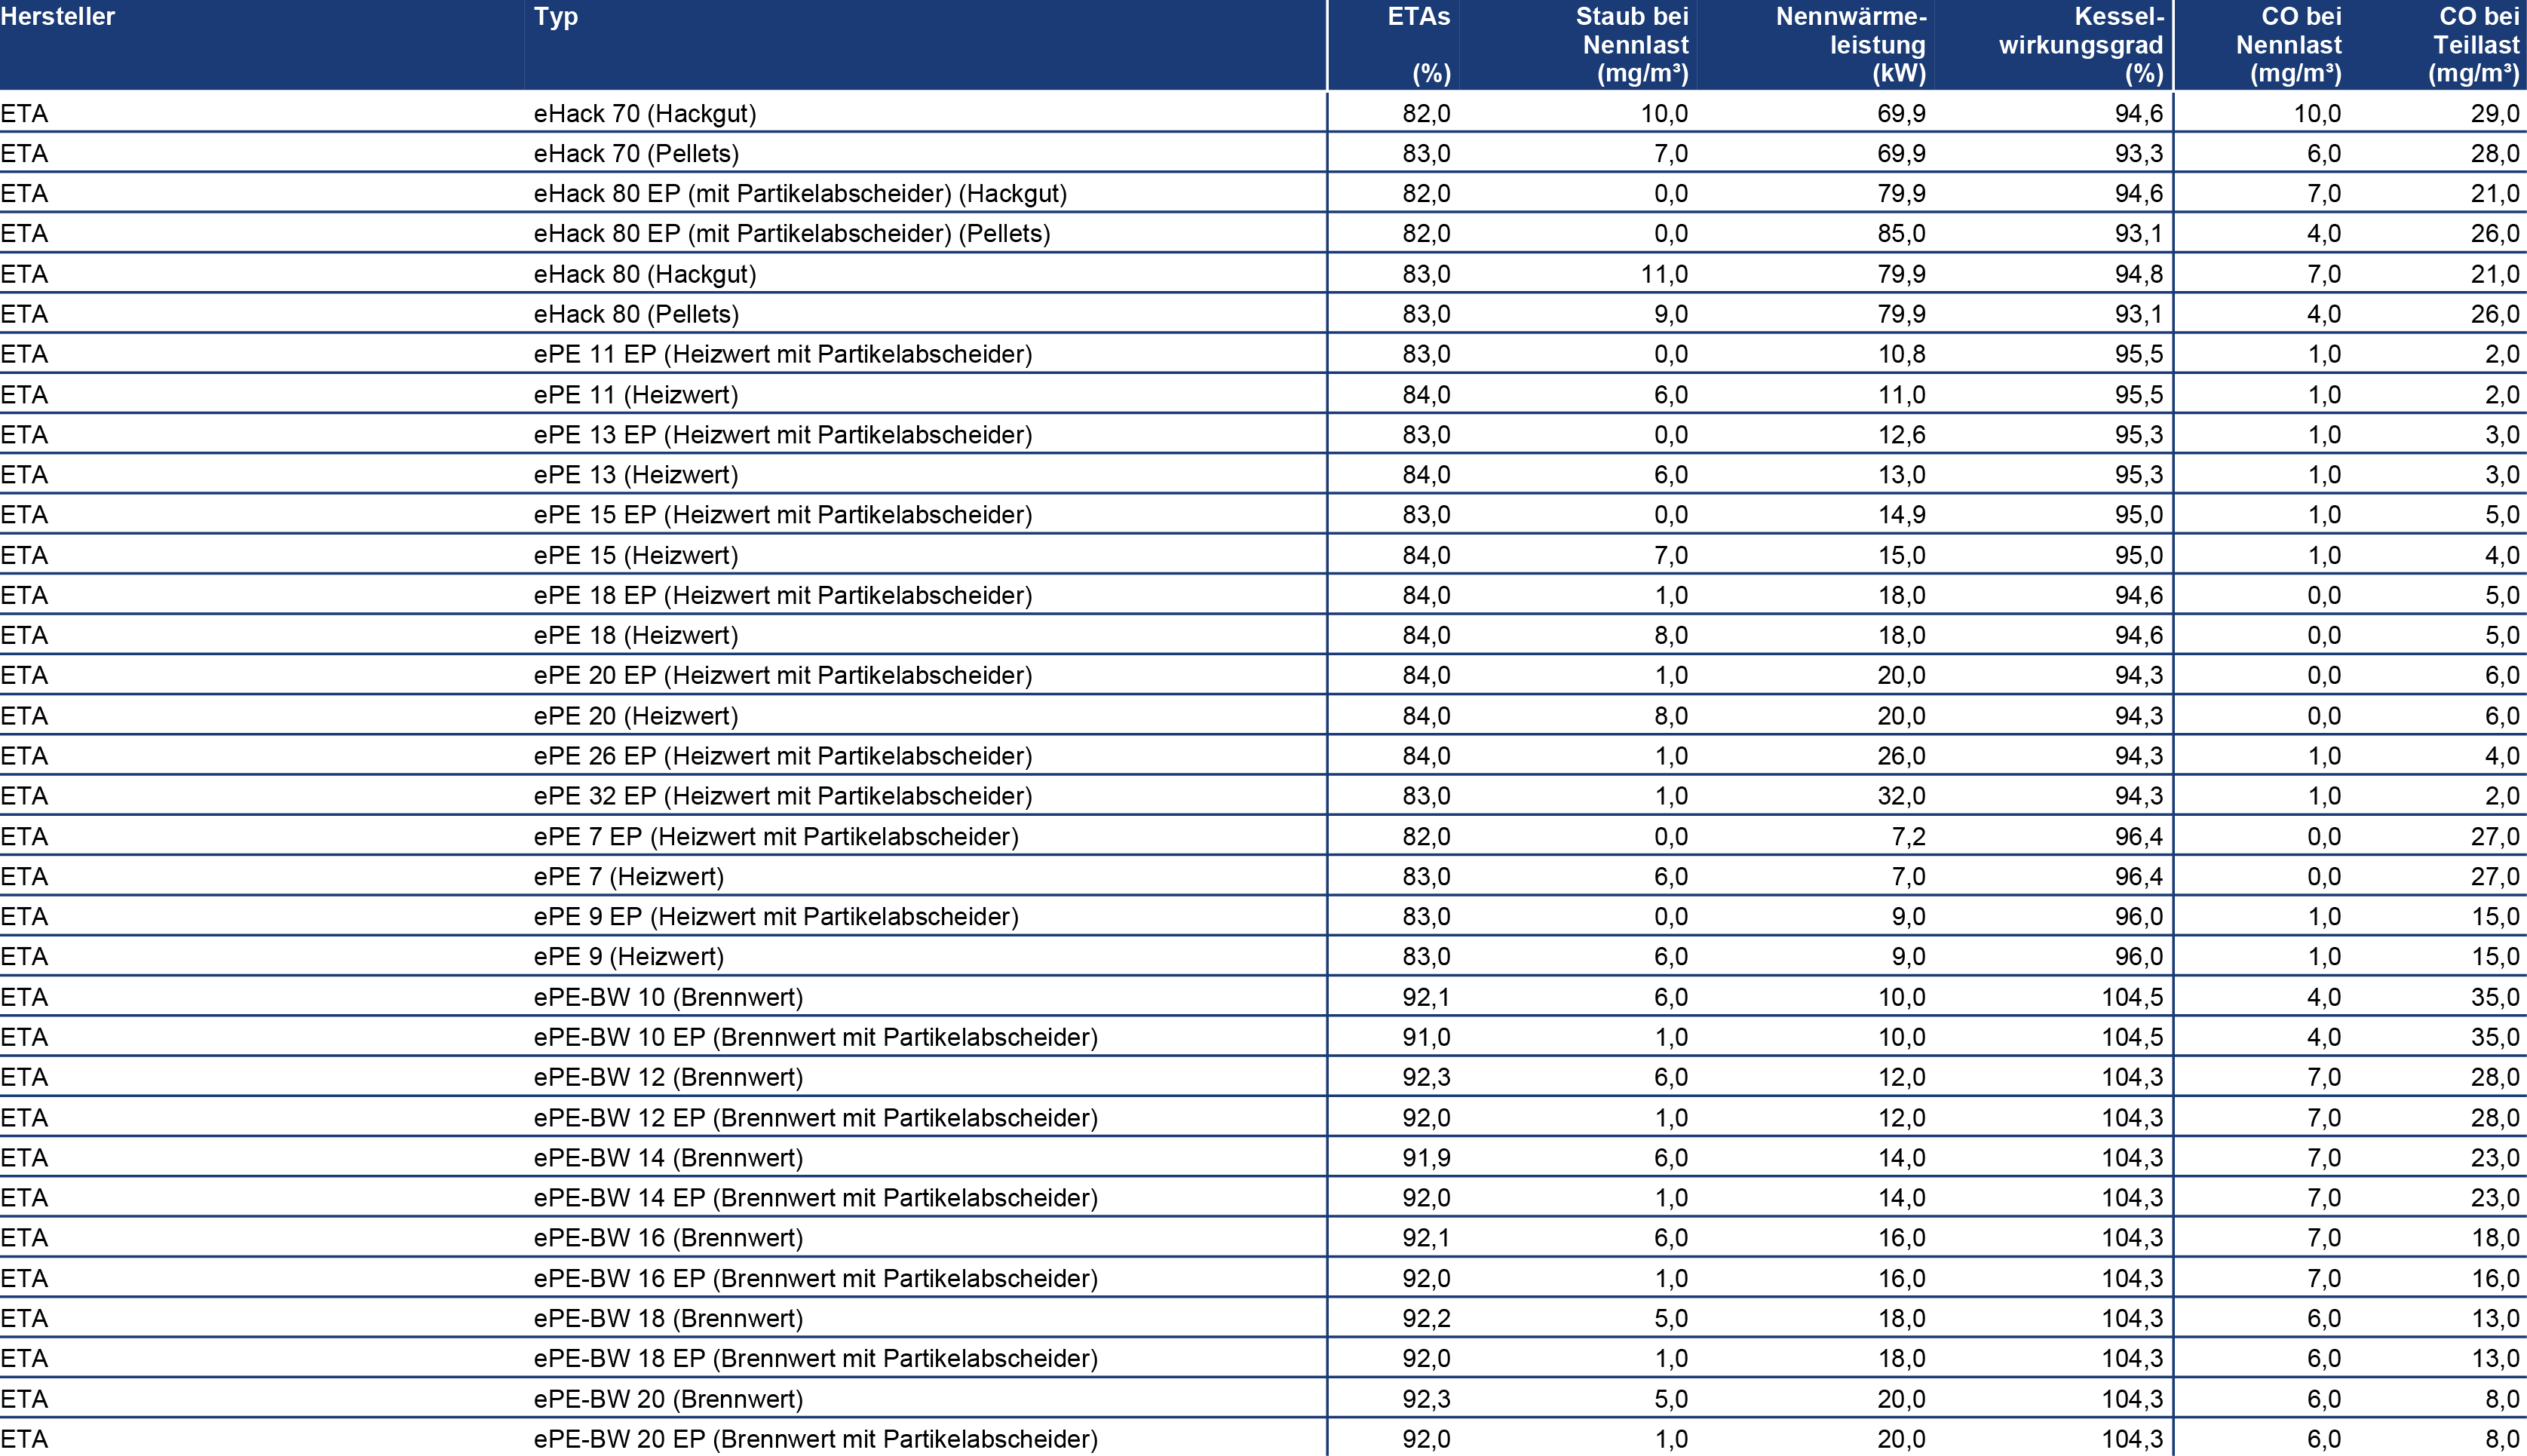 Hersteller Typ ETAs Staub bei Nennwärme- Kessel- CO bei CO bei
Nennlast leistung wirkungsgrad Nennlast Teillast
(%) (mg/m³) (kW) (%) (mg/m³) (mg/m³)
ETA eHack 70 (Hackgut) 82,0 10,0 69,9 94,6 10,0 29,0
ETA eHack 70 (Pellets) 83,0 7,0 69,9 93,3 6,0 28,0
ETA eHack 80 EP (mit Partikelabscheider) (Hackgut) 82,0 0,0 79,9 94,6 7,0 21,0
ETA eHack 80 EP (mit Partikelabscheider) (Pellets) 82,0 0,0 85,0 93,1 4,0 26,0
ETA eHack 80 (Hackgut) 83,0 11,0 79,9 94,8 7,0 21,0
ETA eHack 80 (Pellets) 83,0 9,0 79,9 93,1 4,0 26,0
ETA ePE 11 EP (Heizwert mit Partikelabscheider) 83,0 0,0 10,8 95,5 1,0 2,0
ETA ePE 11 (Heizwert) 84,0 6,0 11,0 95,5 1,0 2,0
ETA ePE 13 EP (Heizwert mit Partikelabscheider) 83,0 0,0 12,6 95,3 1,0 3,0
ETA ePE 13 (Heizwert) 84,0 6,0 13,0 95,3 1,0 3,0
ETA ePE 15 EP (Heizwert mit Partikelabscheider) 83,0 0,0 14,9 95,0 1,0 5,0
ETA ePE 15 (Heizwert) 84,0 7,0 15,0 95,0 1,0 4,0
ETA ePE 18 EP (Heizwert mit Partikelabscheider) 84,0 1,0 18,0 94,6 0,0 5,0
ETA ePE 18 (Heizwert) 84,0 8,0 18,0 94,6 0,0 5,0
ETA ePE 20 EP (Heizwert mit Partikelabscheider) 84,0 1,0 20,0 94,3 0,0 6,0
ETA ePE 20 (Heizwert) 84,0 8,0 20,0 94,3 0,0 6,0
ETA ePE 26 EP (Heizwert mit Partikelabscheider) 84,0 1,0 26,0 94,3 1,0 4,0
ETA ePE 32 EP (Heizwert mit Partikelabscheider) 83,0 1,0 32,0 94,3 1,0 2,0
ETA ePE 7 EP (Heizwert mit Partikelabscheider) 82,0 0,0 7,2 96,4 0,0 27,0
ETA ePE 7 (Heizwert) 83,0 6,0 7,0 96,4 0,0 27,0
ETA ePE 9 EP (Heizwert mit Partikelabscheider) 83,0 0,0 9,0 96,0 1,0 15,0
ETA ePE 9 (Heizwert) 83,0 6,0 9,0 96,0 1,0 15,0
ETA ePE-BW 10 (Brennwert) 92,1 6,0 10,0 104,5 4,0 35,0
ETA ePE-BW 10 EP (Brennwert mit Partikelabscheider) 91,0 1,0 10,0 104,5 4,0 35,0
ETA ePE-BW 12 (Brennwert) 92,3 6,0 12,0 104,3 7,0 28,0
ETA ePE-BW 12 EP (Brennwert mit Partikelabscheider) 92,0 1,0 12,0 104,3 7,0 28,0
ETA ePE-BW 14 (Brennwert) 91,9 6,0 14,0 104,3 7,0 23,0
ETA ePE-BW 14 EP (Brennwert mit Partikelabscheider) 92,0 1,0 14,0 104,3 7,0 23,0
ETA ePE-BW 16 (Brennwert) 92,1 6,0 16,0 104,3 7,0 18,0
ETA ePE-BW 16 EP (Brennwert mit Partikelabscheider) 92,0 1,0 16,0 104,3 7,0 16,0
ETA ePE-BW 18 (Brennwert) 92,2 5,0 18,0 104,3 6,0 13,0
ETA ePE-BW 18 EP (Brennwert mit Partikelabscheider) 92,0 1,0 18,0 104,3 6,0 13,0
ETA ePE-BW 20 (Brennwert) 92,3 5,0 20,0 104,3 6,0 8,0
ETA ePE-BW 20 EP (Brennwert mit Partikelabscheider) 92,0 1,0 20,0 104,3 6,0 8,0